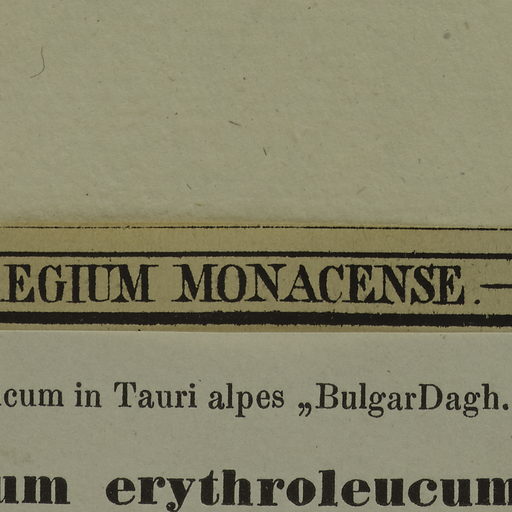 EGIUM MONACENSE. —
cum in Tauri alpes „BulgarDagh.
um erythroleucum